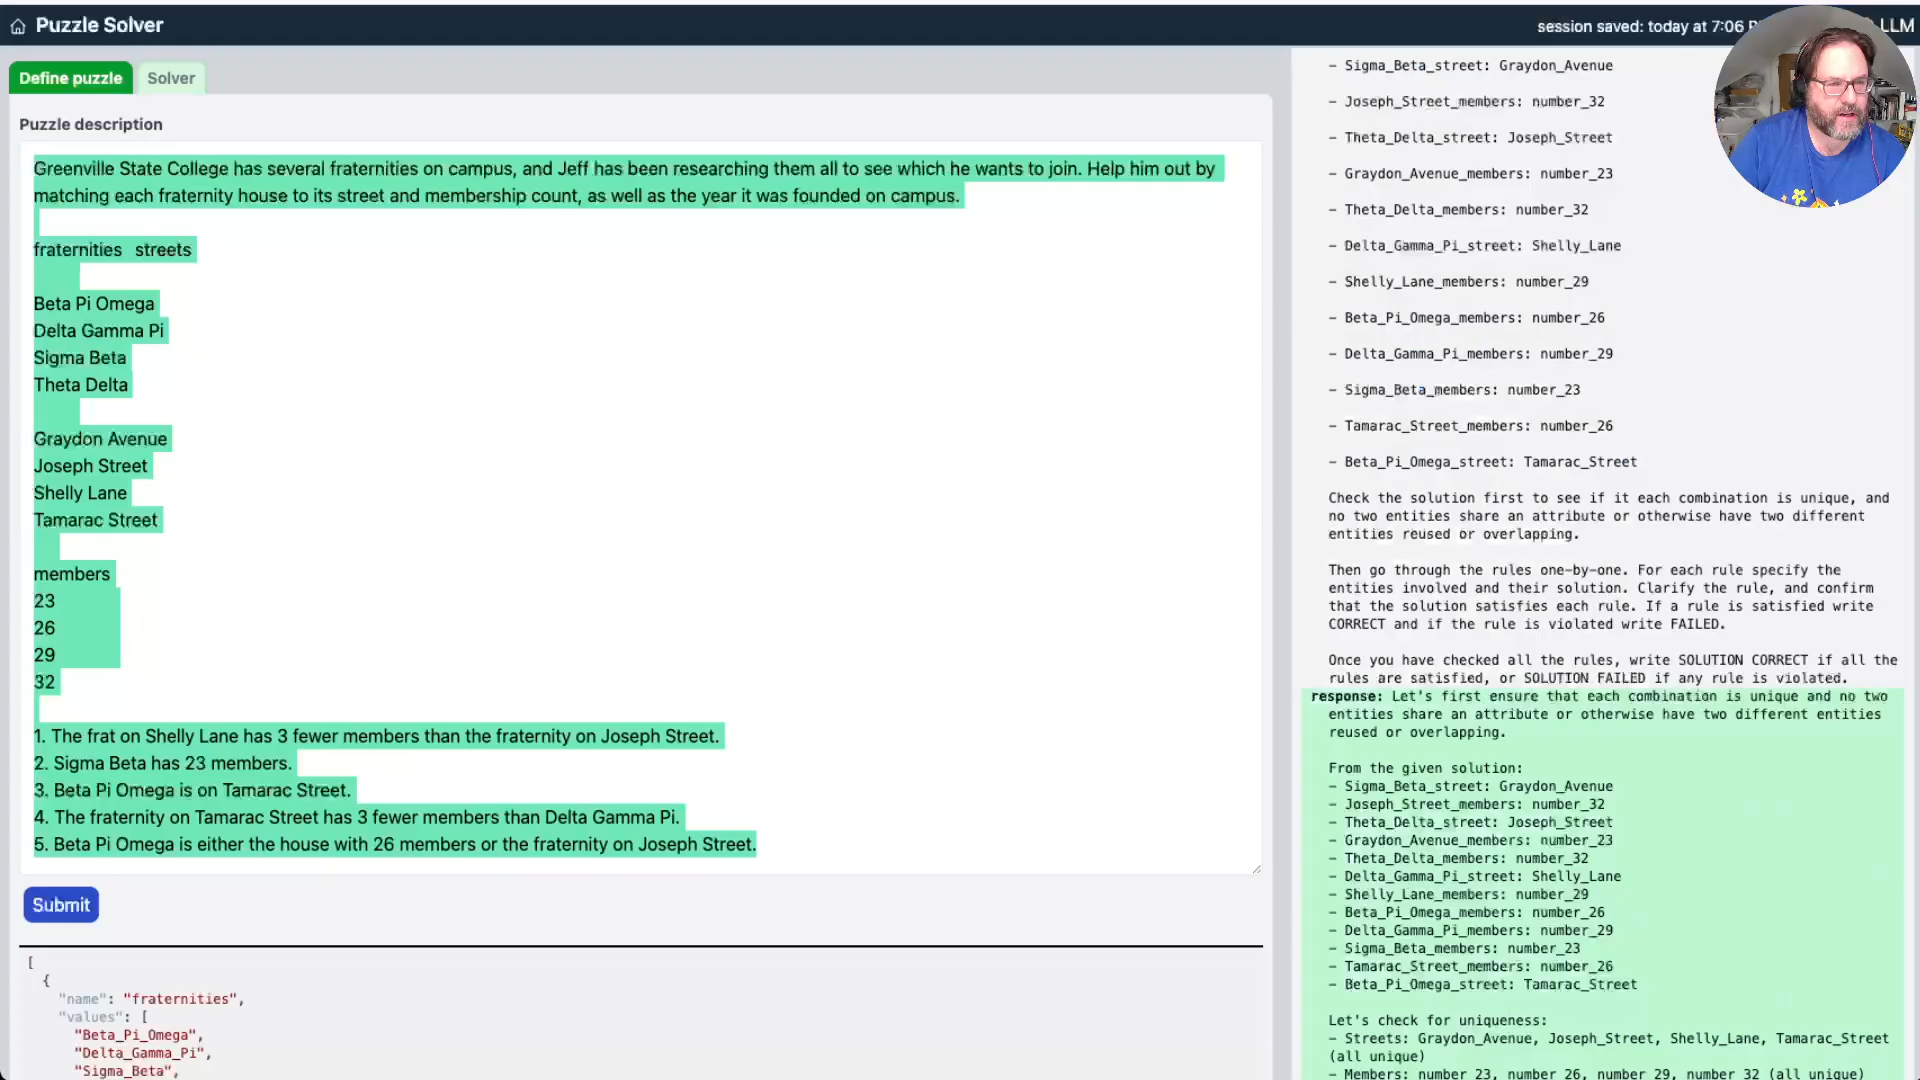 Puzzle Solver
session saved: today at 7:06
LLM
Define puzzle
Solver
Puzzle description
Greenville State College has several fraternities on campus, and Jeff has been researching them all to see which he wants to join. Help him out by
matching each fraternity house to its street and membership count, as well as the year it was founded on campus.
fraternities streets
Beta Pi Omega
Delta Gamma Pi
Sigma Beta
Theta Delta
Graydon Avenue
Joseph Street
Shelly Lane
Tamarac Street
members
23
26
29
32
1. The frat on Shelly Lane has 3 fewer members than the fraternity on Joseph Street.
2. Sigma Beta has 23 members.
3. Beta Pi Omega is on Tamarac Street.
4. The fraternity on Tamarac Street has 3 fewer members than Delta Gamma Pi.
5. Beta Pi Omega is either the house with 26 members or the fraternity on Joseph Street.
Submit
[
{
"name": "fraternities",
"values": [
"Beta_Pi_Omega",
"Delta_Gamma_Pi",
"Sigma_Beta",
- Sigma_Beta_street: Graydon_Avenue
- Joseph_Street_members: number_32
- Theta_Delta_street: Joseph_Street
- Graydon_Avenue_members: number_23
- Theta_Delta_members: number_32
- Delta_Gamma_Pi_street: Shelly_Lane
- Shelly_Lane_members: number_29
- Beta_Pi_Omega_members: number_26
- Delta_Gamma_Pi_members: number_29
- Sigma_Beta_members: number_23
- Tamarac_Street_members: number_26
- Beta_Pi_Omega_street: Tamarac_Street
Check the solution first to see if it each combination is unique, and
no two entities share an attribute or otherwise have two different
entities reused or overlapping.
Then go through the rules one-by-one. For each rule specify the
entities involved and their solution. Clarify the rule, and confirm
that the solution satisfies each rule. If a rule is satisfied write
CORRECT and if the rule is violated write FAILED.
Once you have checked all the rules, write SOLUTION CORRECT if all the
rules are satisfied, or SOLUTION FAILED if any rule is violated.
response: Let's first ensure that each combination is unique and no two
entities share an attribute or otherwise have two different entities
reused or overlapping.
From the given solution:
- Sigma_Beta_street: Graydon_Avenue
- Joseph_Street_members: number_32
- Theta_Delta_street: Joseph_Street
- Graydon_Avenue_members: number_23
- Theta_Delta_members: number_32
- Delta_Gamma_Pi_street: Shelly_Lane
- Shelly_Lane_members: number_29
- Beta_Pi_Omega_members: number_26
- Delta_Gamma_Pi_members: number_29
- Sigma_Beta_members: number_23
- Tamarac_Street_members: number_26
- Beta_Pi_Omega_street: Tamarac_Street
Let's check for uniqueness:
- Streets: Graydon_Avenue, Joseph_Street, Shelly_Lane, Tamarac_Street
(all unique)
- Members: number_23, number_26, number_29, number_32 (all unique)